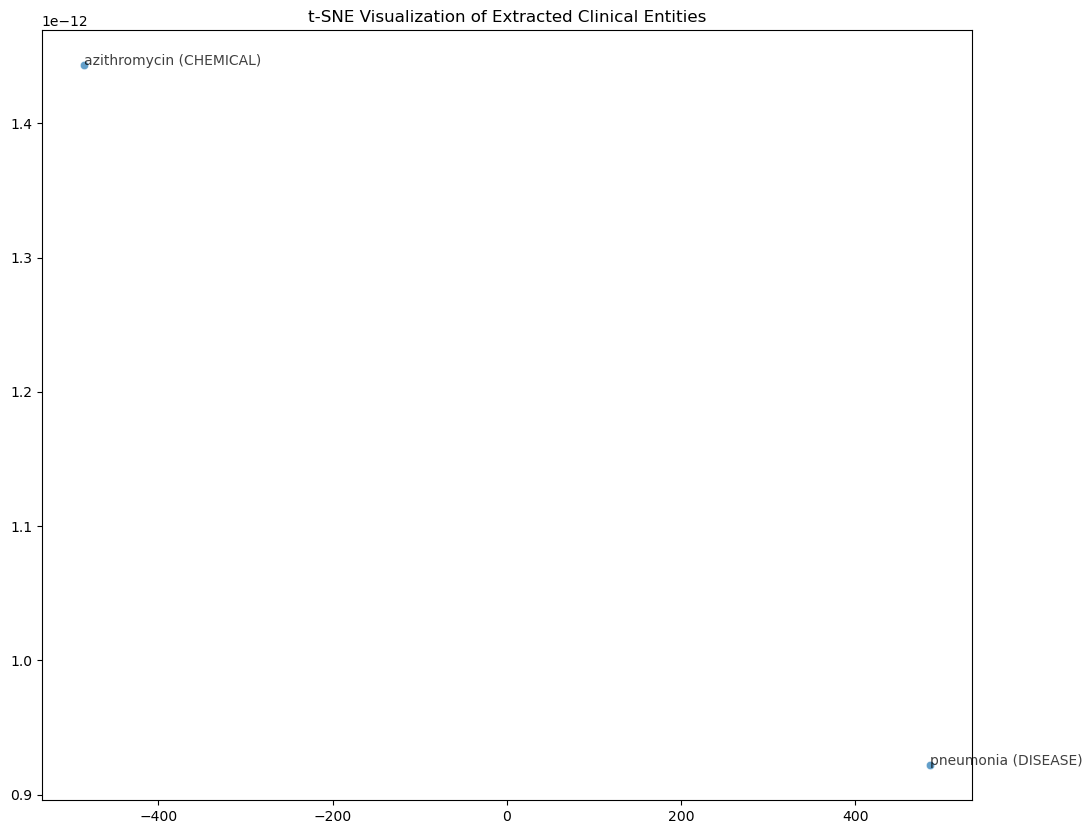 t-SNE Visualization of Extracted Clinical Entities
1e−12
azithromycin (CHEMICAL)
1.4
1.3
1.2
1.1
1.0
pneumonia (DISEASE)
0.9
−400
−200
0
200
400